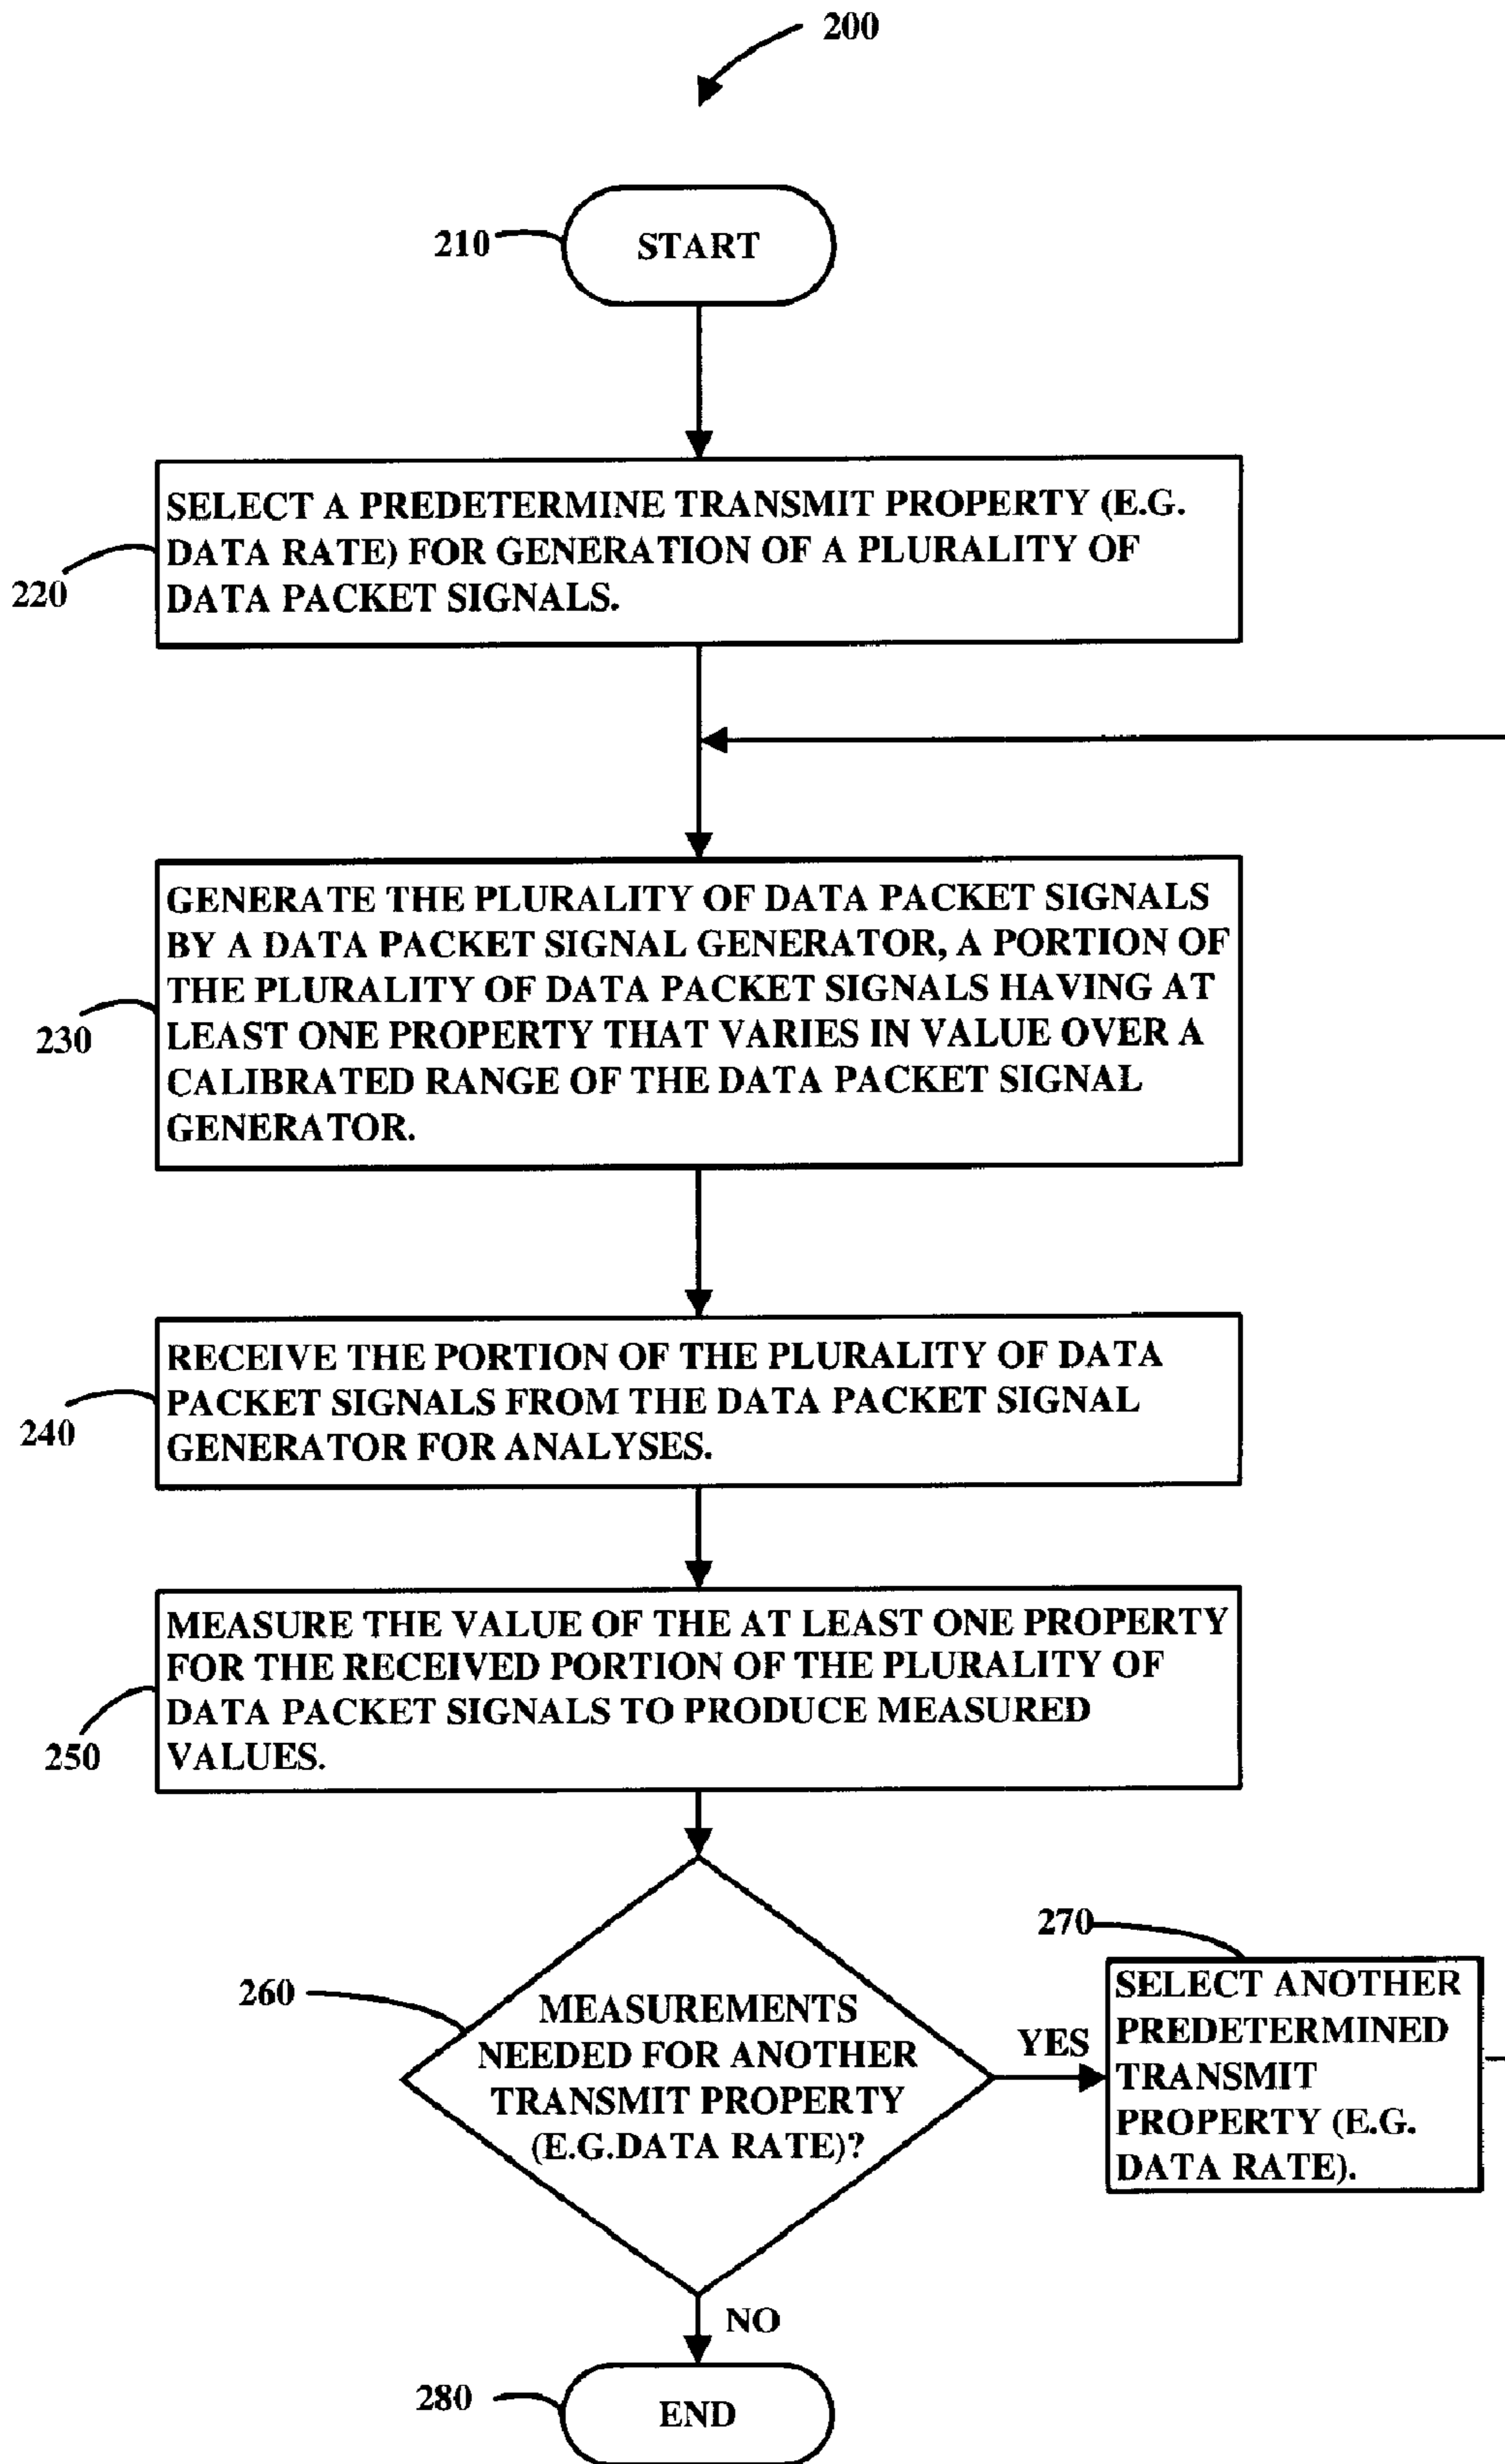 200
210
START
SELECT A PREDETERMINE TRANSMIT PROPERTY (E.G.
DATA RATE) FOR GENERATION OF A PLURALITY OF
DATA PACKET SIGNALS.
220
GENERATE THE PLURALITY OF DATA PACKET SIGNALS
BY A DATA PACKET SIGNAL GENERATOR, A PORTION OF
THE PLURALITY OF DATA PACKET SIGNALS HAVING AT
LEAST ONE PROPERTY THAT VARIES IN VALUE OVER A
CALIBRATED RANGE OF THE DATA PACKET SIGNAL
GENERATOR.
230
RECEIVE THE PORTION OF THE PLURALITY OF DATA
PACKET SIGNALS FROM THE DATA PACKET SIGNAL
GENERATOR FOR ANALYSES.
240
MEASURE THE VALUE OF THE AT LEAST ONE PROPERTY
FOR THE RECEIVED PORTION OF THE PLURALITY OF
DATA PACKET SIGNALS TO PRODUCE MEASURED
VALUES.
250
260
MEASUREMENTS
NEEDED FOR ANOTHER
TRANSMIT PROPERTY
(E.G.DATA RATE)?
YES
270
SELECT ANOTHER
PREDETERMINED
TRANSMIT
PROPERTY (E.G.
DATA RATE).
NO
280
END